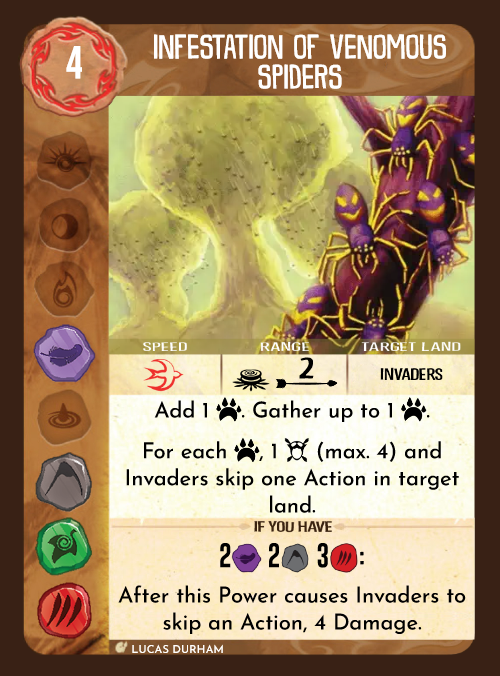 4
INFESTATION OF VENOMOUS
SPIDERS
SPEED RANGE TARGET LAND
2 INVADERS
Add 1 . Gather up to 1 .
For each , 1 (max. 4) and
Invaders skip one Action in target
land.
IF YOU HAVE
2 2 3 :
After this Power causes Invaders to
skip an Action, 4 Damage.
LUCAS DURHAM